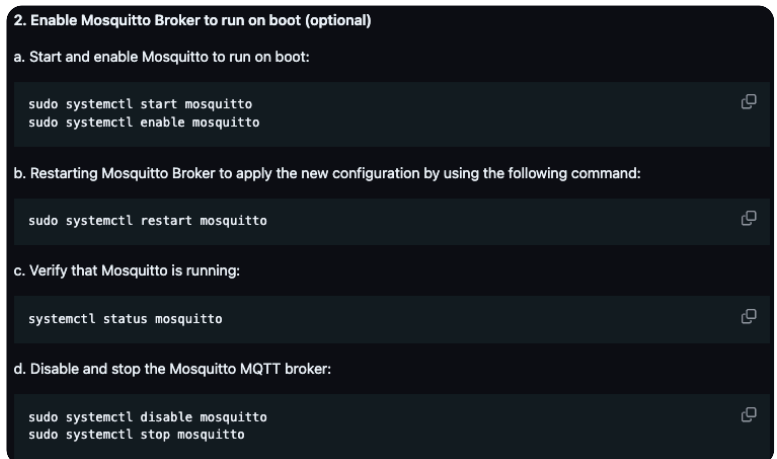 2. Enable Mosquitto Broker to run on boot (optional)
a. Start and enable Mosquitto to run on boot:
sudo systemctl start mosquitto
sudo systemctl enable mosquitto
b. Restarting Mosquitto Broker to apply the new configuration by using the following command:
sudo systemctl restart mosquitto
c. Verify that Mosquitto is running:
systemctl status mosquitto
d. Disable and stop the Mosquitto MQTT broker:
sudo systemctl disable mosquitto
sudo systemctl stop mosquitto